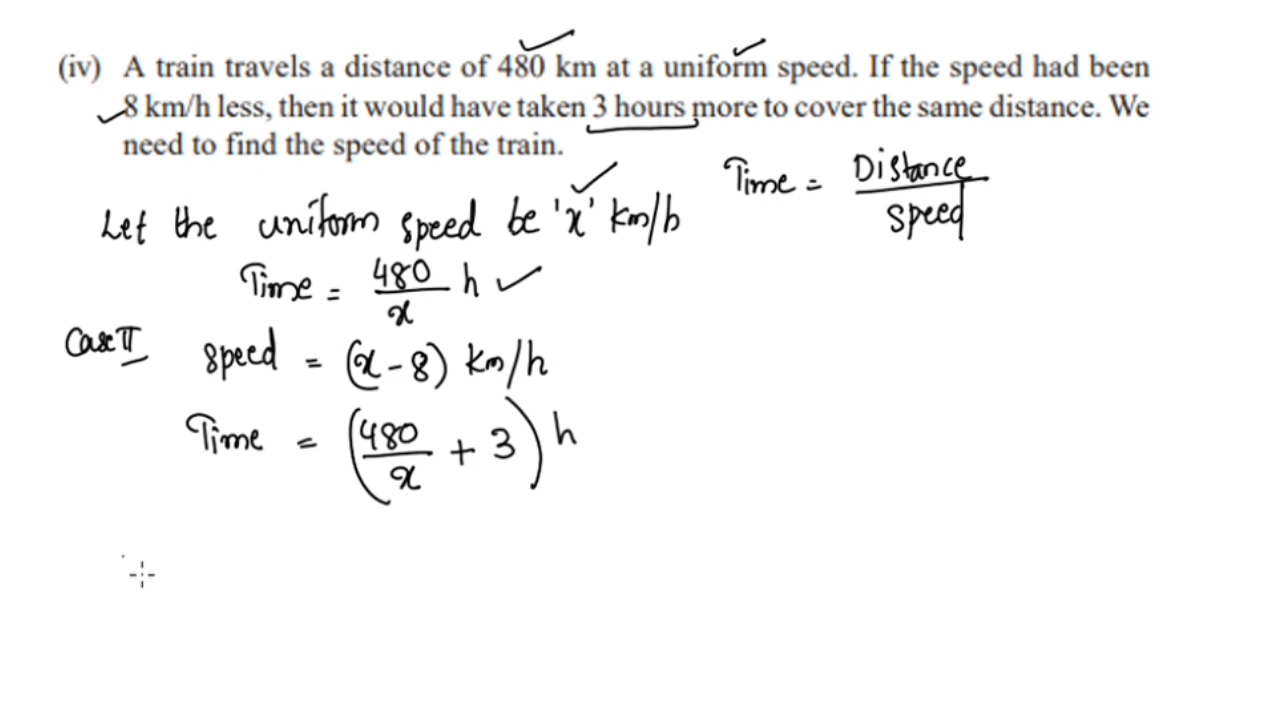 (iv) A train travels a distance of 480 km at a uniform speed. If the speed had been
8 km/h less, then it would have taken 3 hours more to cover the same distance. We
need to find the speed of the train.
Time = Distance / Speed
Let the uniform speed be 'x' km/h
Time = 480/x h
Case II speed = (x - 8) km/h
Time = (480/x + 3) h